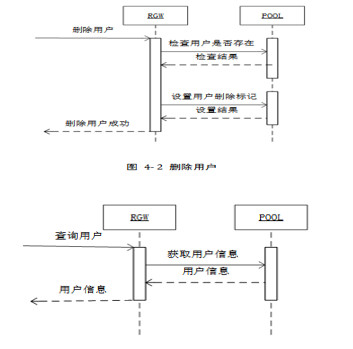 RGW
POOL
删除用户
检查用户是否存在
检查结果
设置用户删除标记
设置结果
删除用户成功
图 4-2 删除用户
RGW
POOL
查询用户
获取用户信息
用户信息
用户信息